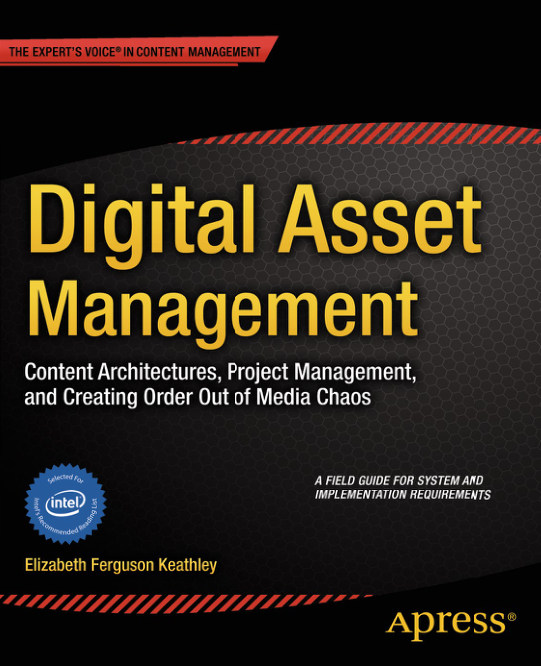 THE EXPERT'S VOICE® IN CONTENT MANAGEMENT
Digital Asset
Management
Content Architectures, Project Management,
and Creating Order Out of Media Chaos
A FIELD GUIDE FOR SYSTEM AND
IMPLEMENTATION REQUIREMENTS
Selected For
intel
Intel's Recommended Reading List
Elizabeth Ferguson Keathley
Apress®